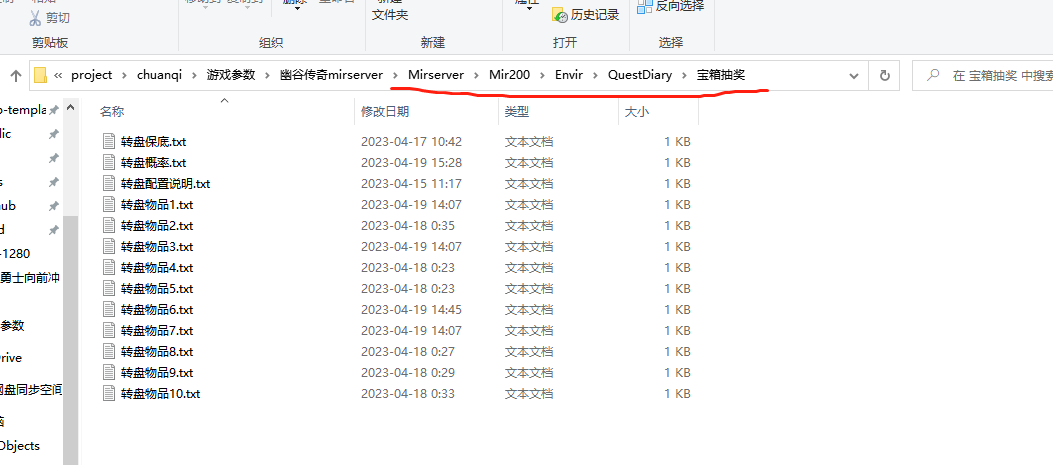 剪切
文件夹
历史记录
反向选择
剪贴板
组织
新建
打开
选择
« project › chuanqi › 游戏参数 › 幽谷传奇mirserver › Mirserver › Mir200 › Envir › QuestDiary › 宝箱抽奖
在 宝箱抽奖 中搜索
名称 修改日期 类型 大小
转盘保底.txt 2023-04-17 10:42 文本文档 1 KB
转盘概率.txt 2023-04-19 15:28 文本文档 1 KB
转盘配置说明.txt 2023-04-15 11:17 文本文档 1 KB
转盘物品1.txt 2023-04-19 14:07 文本文档 1 KB
转盘物品2.txt 2023-04-18 0:35 文本文档 1 KB
转盘物品3.txt 2023-04-19 14:07 文本文档 1 KB
转盘物品4.txt 2023-04-18 0:23 文本文档 1 KB
转盘物品5.txt 2023-04-18 0:23 文本文档 1 KB
转盘物品6.txt 2023-04-19 14:45 文本文档 1 KB
转盘物品7.txt 2023-04-19 14:07 文本文档 1 KB
转盘物品8.txt 2023-04-18 0:27 文本文档 1 KB
转盘物品9.txt 2023-04-18 0:29 文本文档 1 KB
转盘物品10.txt 2023-04-18 0:33 文本文档 1 KB
-1280
勇士向前冲
参数
rive
网盘同步空间
Objects